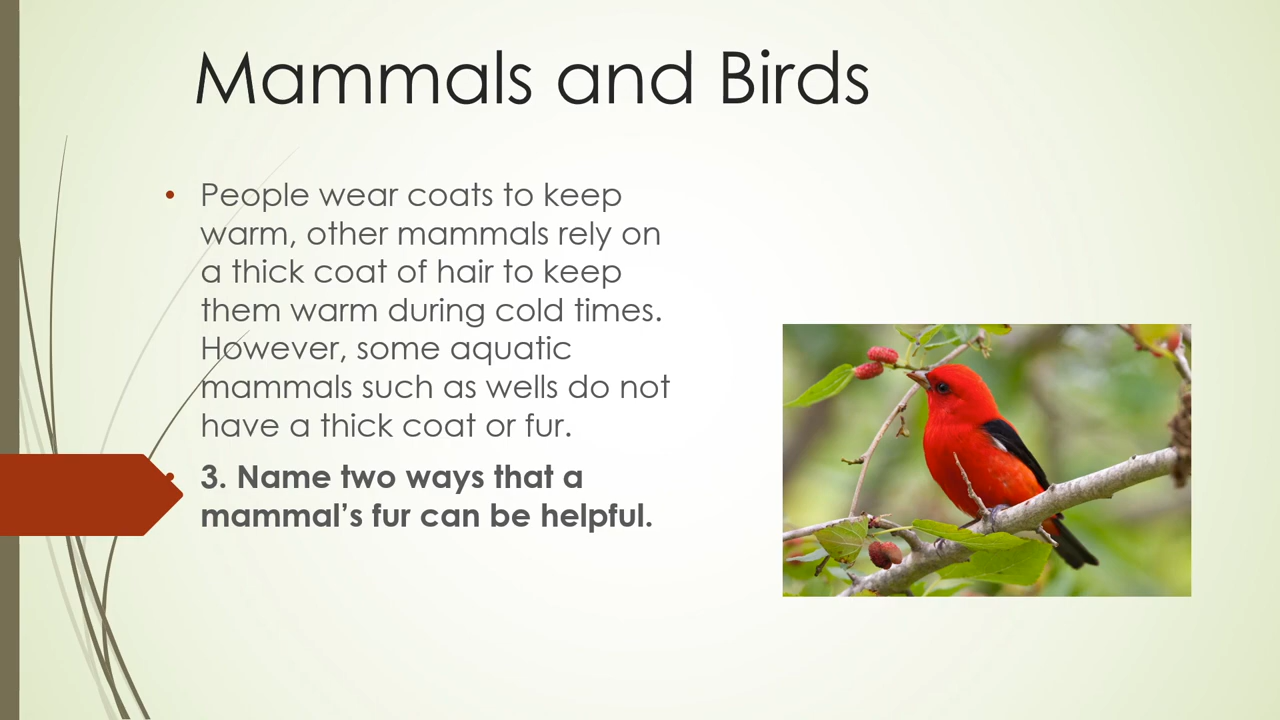 Mammals and Birds
• People wear coats to keep
warm, other mammals rely on
a thick coat of hair to keep
them warm during cold times.
However, some aquatic
mammals such as wells do not
have a thick coat or fur.
• 3. Name two ways that a
mammal's fur can be helpful.